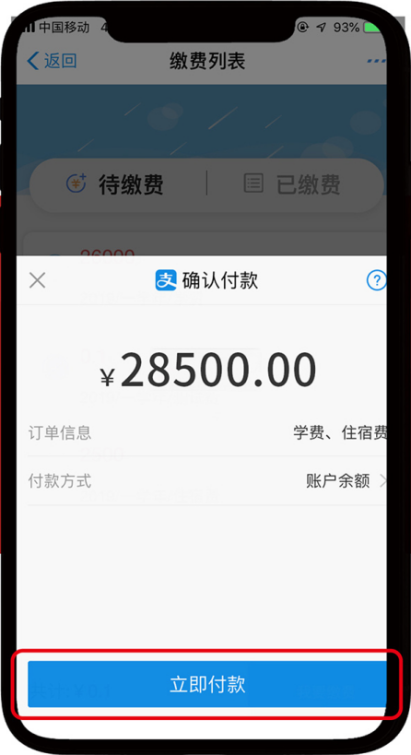 中国移动 4
93%
返回 缴费列表
待缴费 已缴费
26000
支 确认付款 ?
¥28500.00
订单信息 学费、住宿费
付款方式 账户余额
立即付款